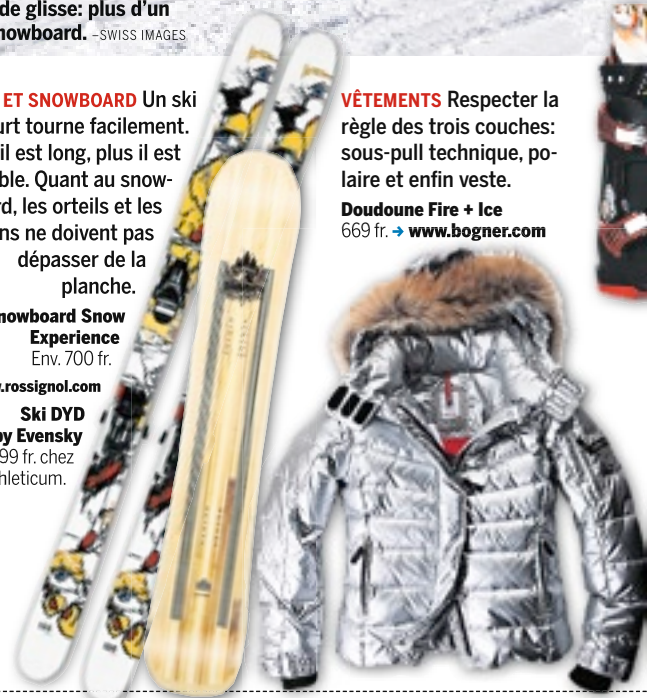 de glisse: plus d'un
nowboard. –SWISS IMAGES
ET SNOWBOARD Un ski
urt tourne facilement.
il est long, plus il est
ble. Quant au snow-
rd, les orteils et les
ns ne doivent pas
dépasser de la
planche.
nowboard Snow
Experience
Env. 700 fr.
.rossignol.com
Ski DYD
by Evensky
99 fr. chez
hleticum.
VÊTEMENTS Respecter la
règle des trois couches:
sous-pull technique, po-
laire et enfin veste.
Doudoune Fire + Ice
669 fr. → www.bogner.com